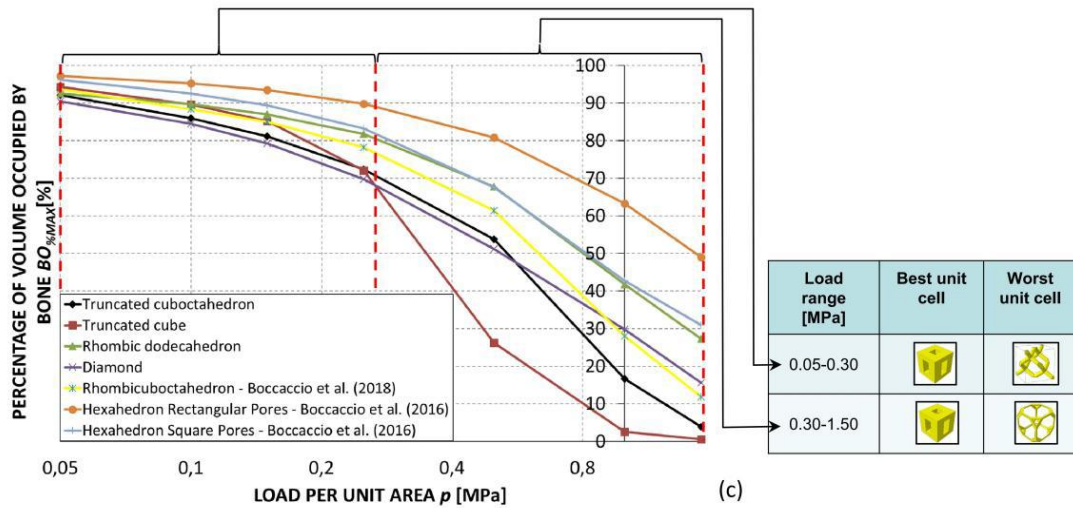 PERCENTAGE OF VOLUME OCCUPIED BY
BONE BO%MAX[%]
100
90
80
70
60
50
40
30
20
10
0
Truncated cuboctahedron
Truncated cube
Rhombic dodecahedron
Diamond
Rhombicuboctahedron - Boccaccio et al. (2018)
Hexahedron Rectangular Pores - Boccaccio et al. (2016)
Hexahedron Square Pores - Boccaccio et al. (2016)
0,05 0,1 0,2 0,4 0,8
LOAD PER UNIT AREA p [MPa]
(c)
Load range [MPa] Best unit cell Worst unit cell
0.05-0.30
0.30-1.50